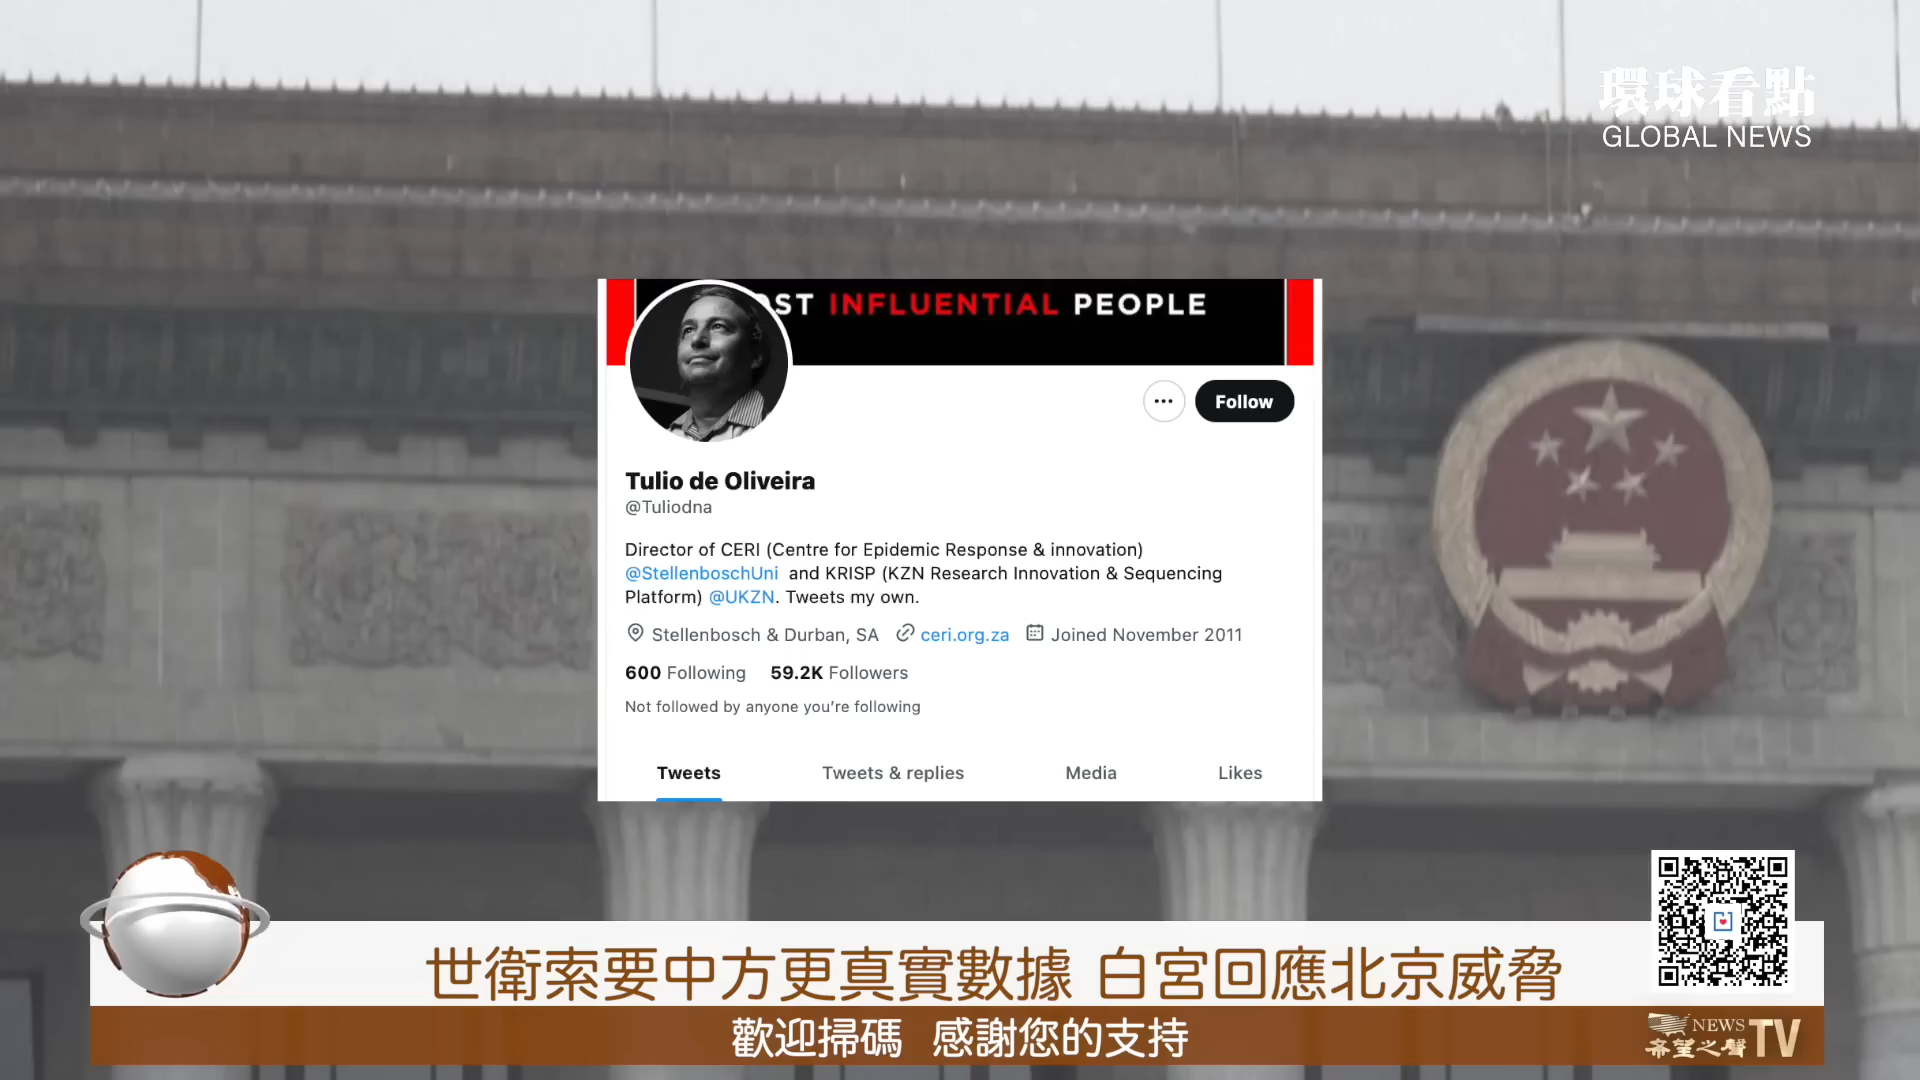 環球看點
GLOBAL NEWS
OST INFLUENTIAL PEOPLE
Follow
Tulio de Oliveira
@Tuliodna
Director of CERI (Centre for Epidemic Response & innovation)
@StellenboschUni and KRISP (KZN Research Innovation & Sequencing
Platform) @UKZN. Tweets my own.
Stellenbosch & Durban, SA ceri.org.za Joined November 2011
600 Following 59.2K Followers
Not followed by anyone you’re following
Tweets Tweets & replies Media Likes
世衛索要中方更真實數據 白宮回應北京威脅
歡迎掃碼 感謝您的支持
NEWS
希望之聲 TV